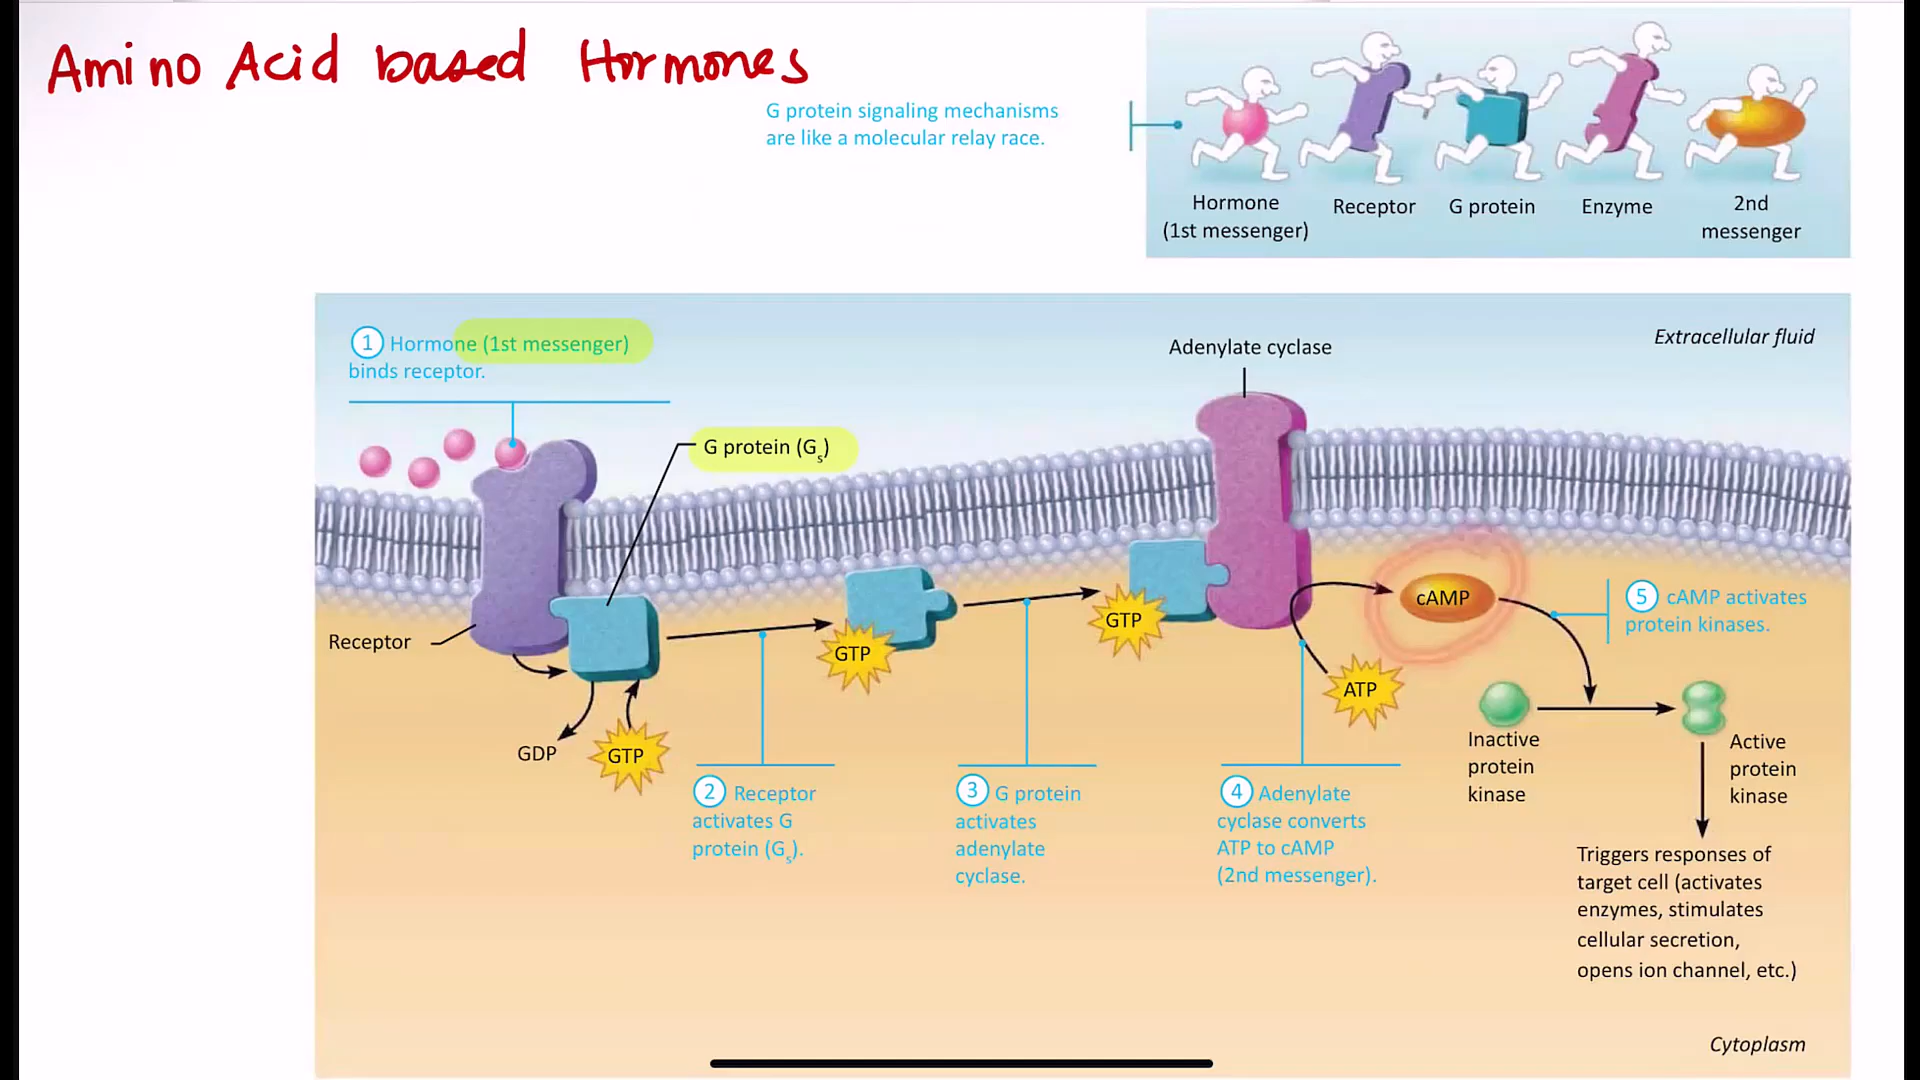 Amino Acid based Hormones
G protein signaling mechanisms
are like a molecular relay race.
Hormone
(1st messenger)
Receptor
G protein
Enzyme
2nd
messenger
1 Hormone (1st messenger)
binds receptor.
G protein (Gs)
Receptor
GDP
GTP
2 Receptor
activates G
protein (Gs).
GTP
3 G protein
activates
adenylate
cyclase.
Adenylate cyclase
Extracellular fluid
GTP
ATP
cAMP
4 Adenylate
cyclase converts
ATP to cAMP
(2nd messenger).
5 cAMP activates
protein kinases.
Inactive
protein
kinase
Active
protein
kinase
Triggers responses of
target cell (activates
enzymes, stimulates
cellular secretion,
opens ion channel, etc.)
Cytoplasm